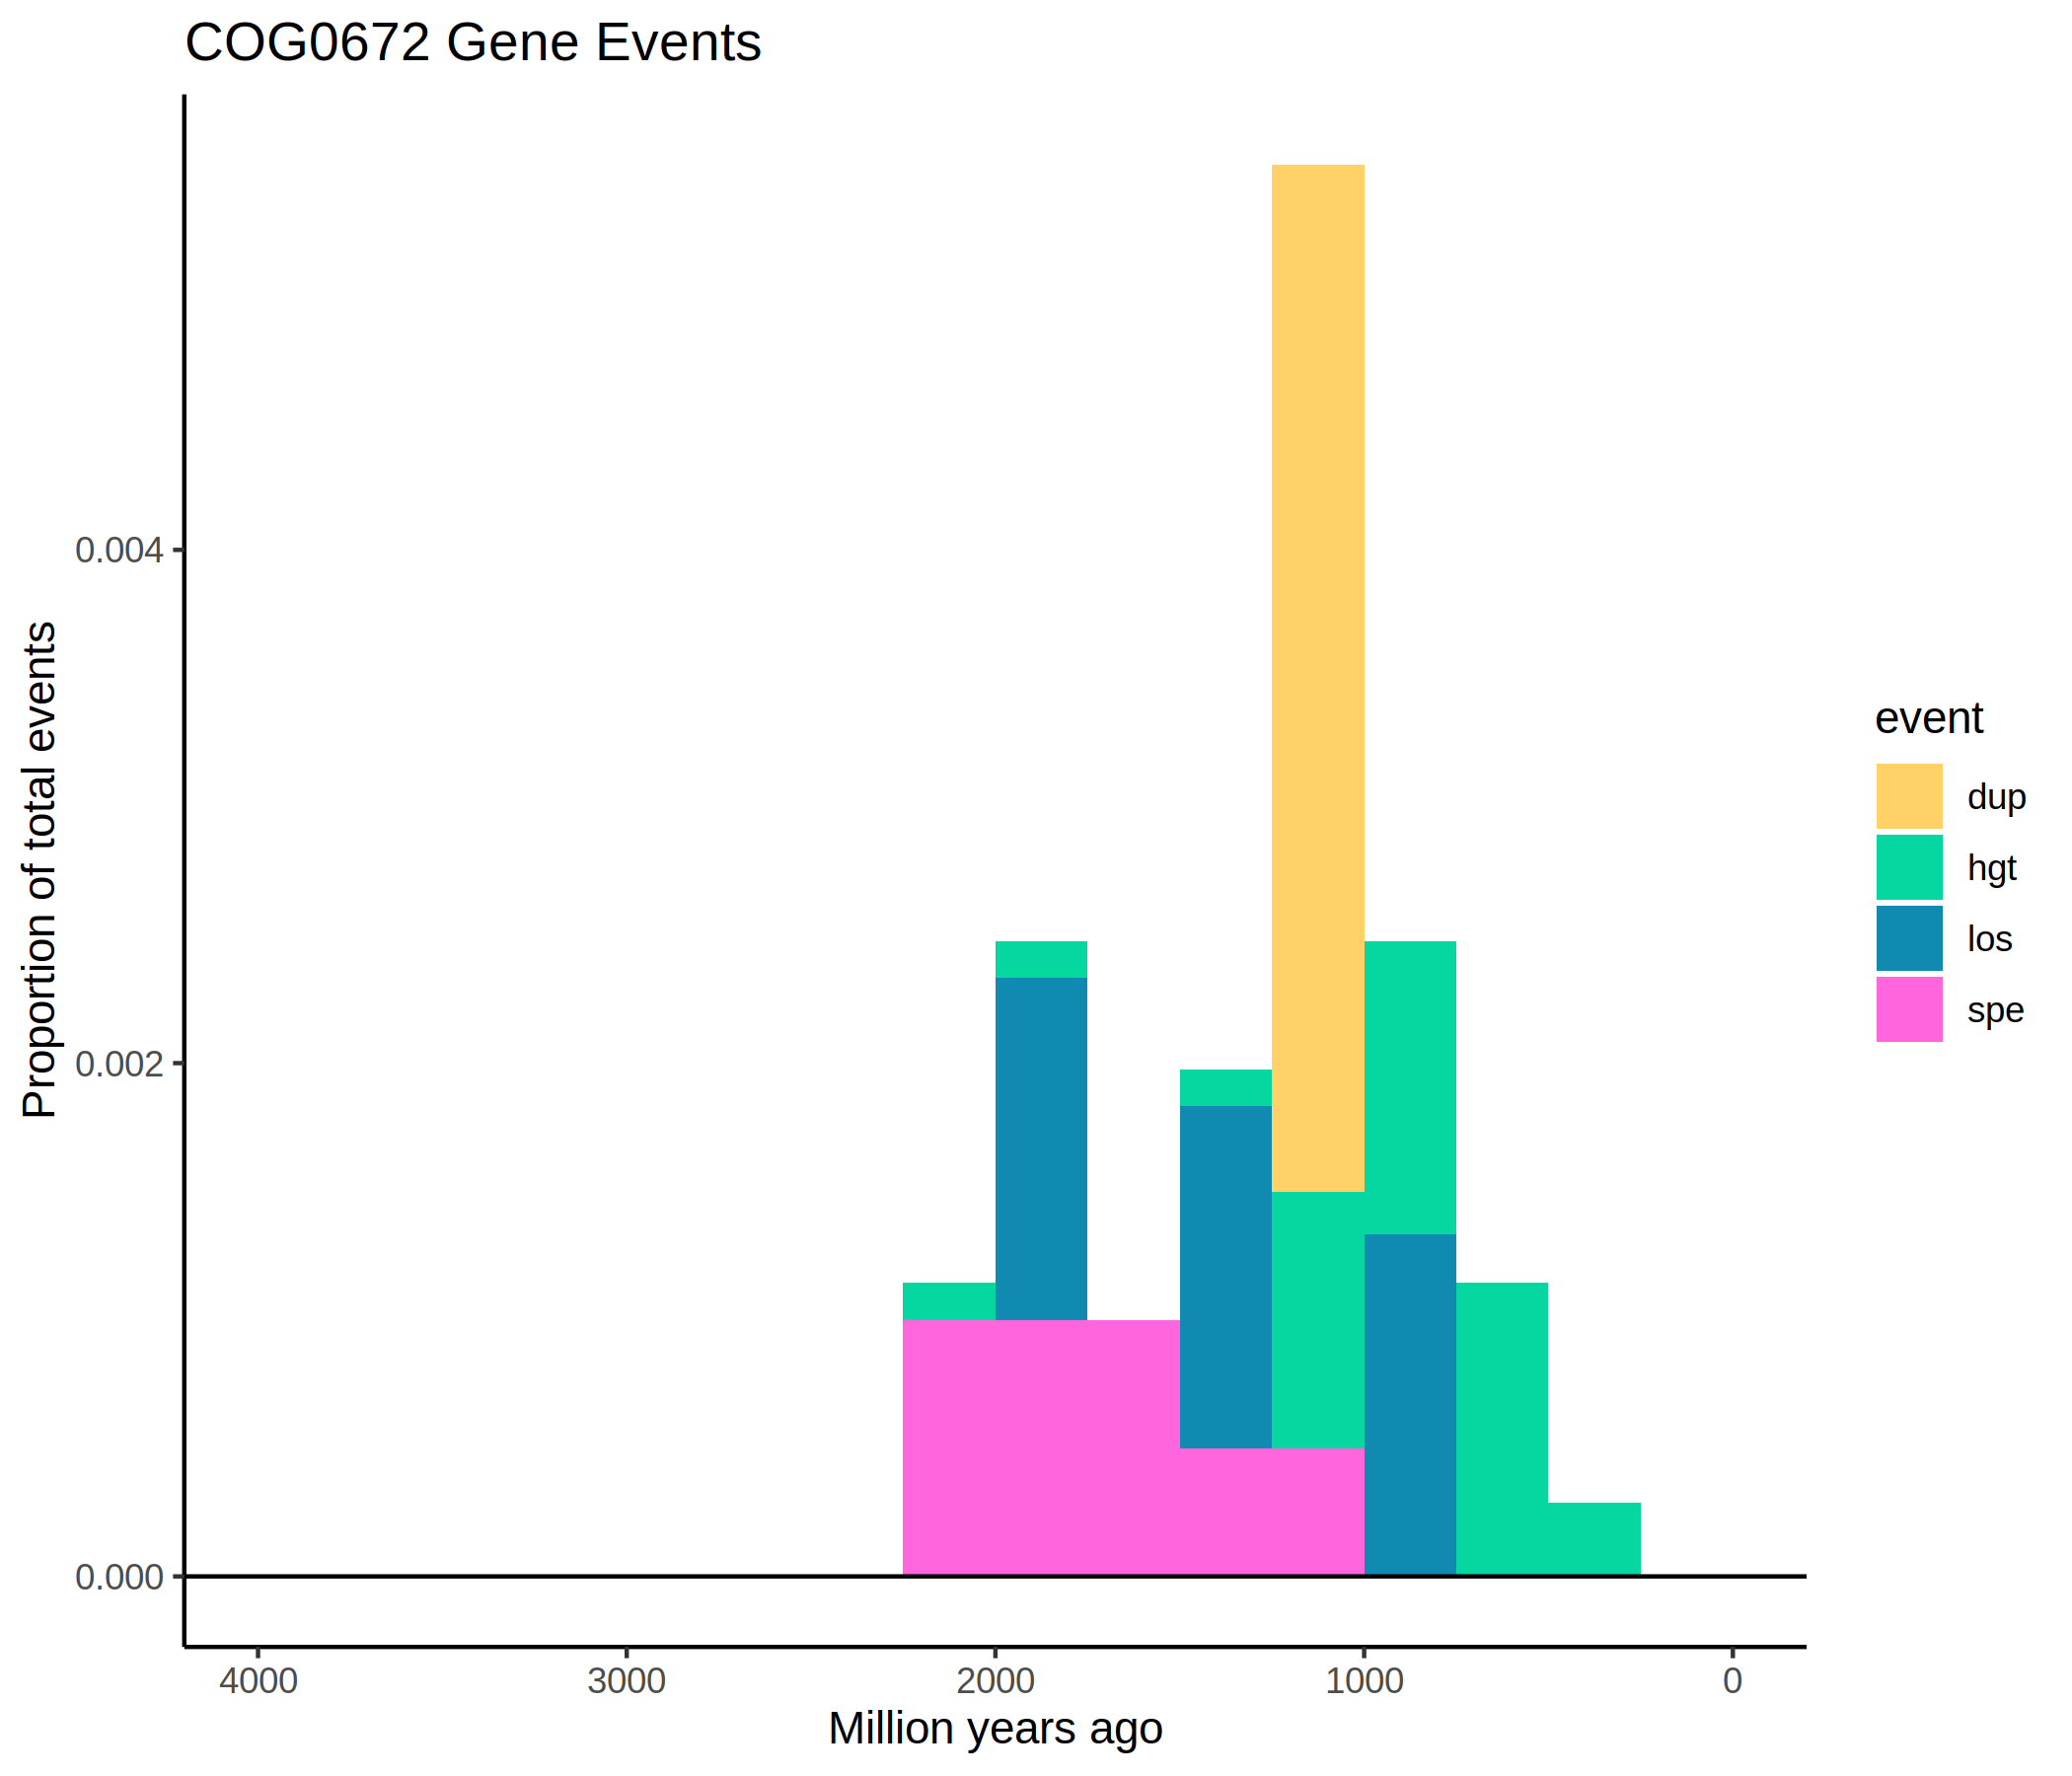 COG0672 Gene Events
Proportion of total events
0.004
0.002
0.000
4000 3000 2000 1000 0
Million years ago
event
dup
hgt
los
spe